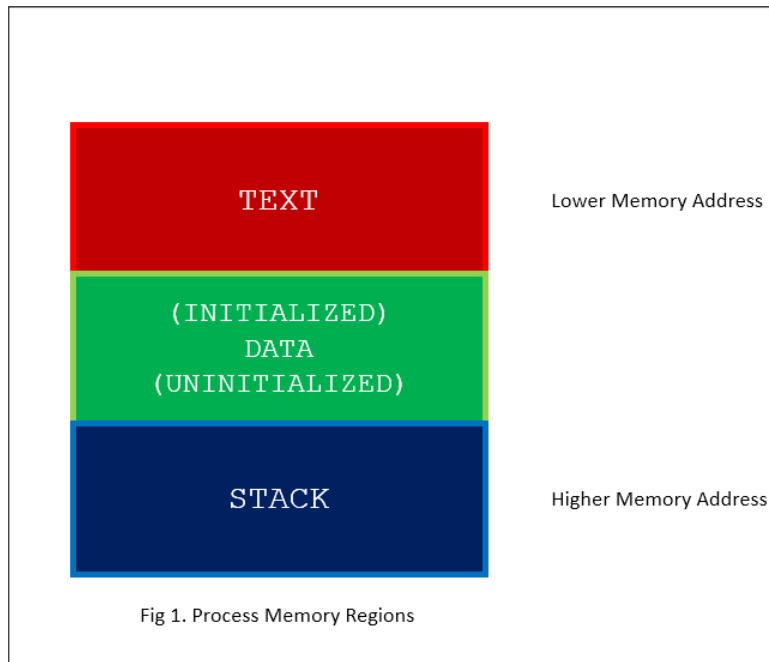 TEXT
Lower Memory Address
(INITIALIZED)
DATA
(UNINITIALIZED)
STACK
Higher Memory Address
Fig 1. Process Memory Regions